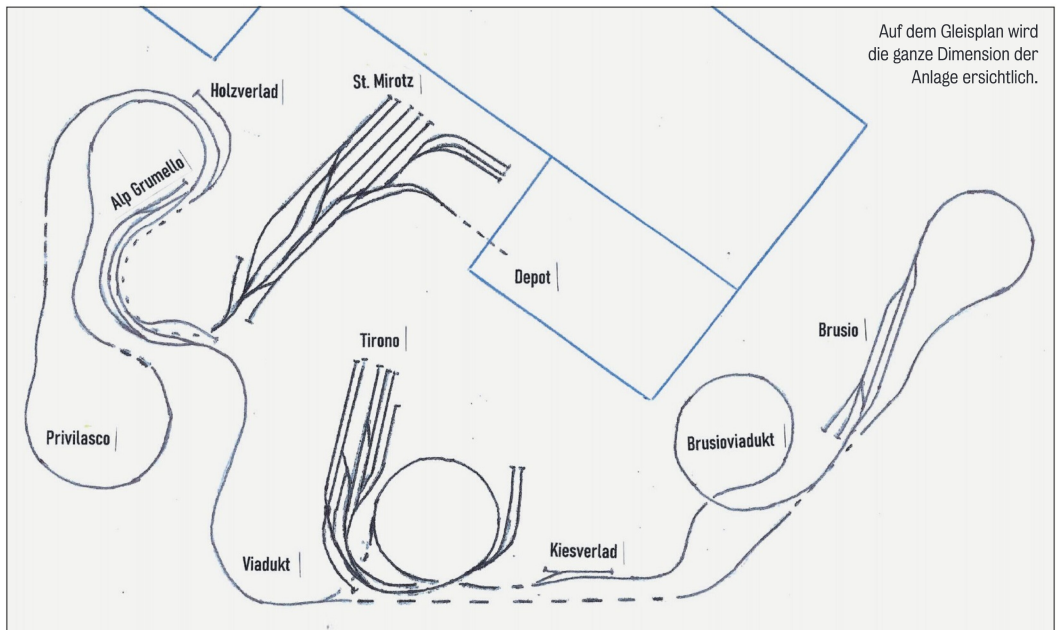 Auf dem Gleisplan wird
die ganze Dimension der
Anlage ersichtlich.
Holzverlad
St. Mirotz
Alp Grumello
Depot
Tirono
Brusio
Privilasco
Brusioviadukt
Kiesverlad
Viadukt